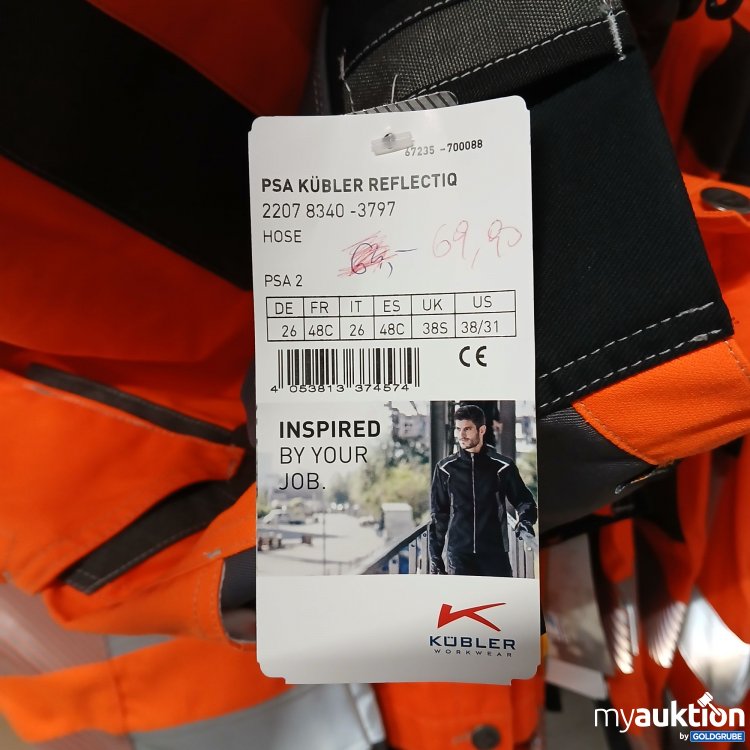 67235 -700088
PSA KÜBLER REFLECTIQ
2207 8340 -3797
HOSE
69,90
PSA 2
DE FR IT ES UK US
26 48C 26 48C 38S 38/31
CE
4 053813 374574
INSPIRED
BY YOUR
JOB.
KÜBLER
WORKWEAR
myauktion
by GOLDGRUBE